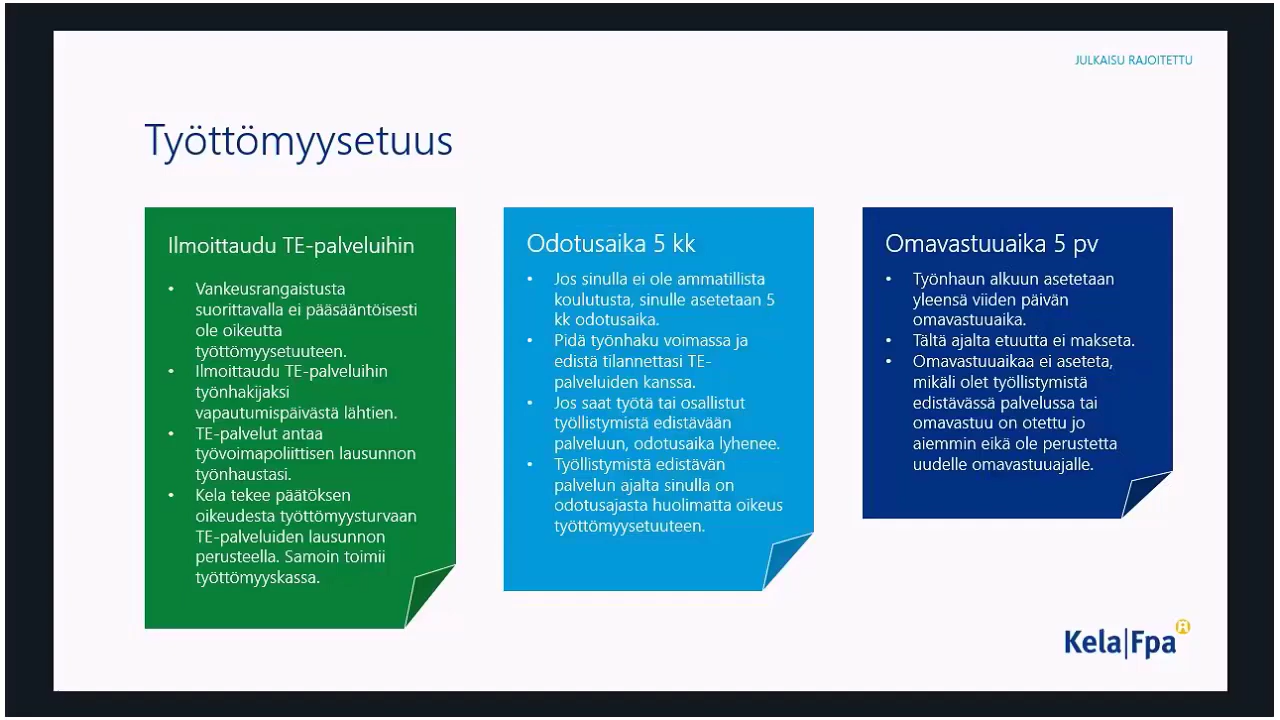 JULKAISU RAJOITETTU
Työttömyysetuus
Ilmoittaudu TE-palveluihin
• Vankeusrangaistusta
suorittavalla ei pääsääntöisesti
ole oikeutta
työttömyysetuuteen.
• Ilmoittaudu TE-palveluihin
työnhakijaksi
vapautumispäivästä lähtien.
• TE-palvelut antaa
työvoimapoliittisen lausunnon
työnhaustasi.
• Kela tekee päätöksen
oikeudesta työttömyysturvaan
TE-palveluiden lausunnon
perusteella. Samoin toimii
työttömyyskassa.
Odotusaika 5 kk
• Jos sinulla ei ole ammatillista
koulutusta, sinulle asetetaan 5
kk odotusaika.
• Pidä työnhaku voimassa ja
edistä tilannettasi TE-
palveluiden kanssa.
• Jos saat työtä tai osallistut
työllistymistä edistävään
palveluun, odotusaika lyhenee.
• Työllistymistä edistävän
palvelun ajalta sinulla on
odotusajasta huolimatta oikeus
työttömyysetuuteen.
Omavastuuaika 5 pv
• Työnhaun alkuun asetetaan
yleensä viiden päivän
omavastuuaika.
• Tältä ajalta etuutta ei makseta.
• Omavastuuaikaa ei aseteta,
mikäli olet työllistymistä
edistävässä palvelussa tai
omavastuu on otettu jo
aiemmin eikä ole perustetta
uudelle omavastuuajalle.
Kela|Fpa